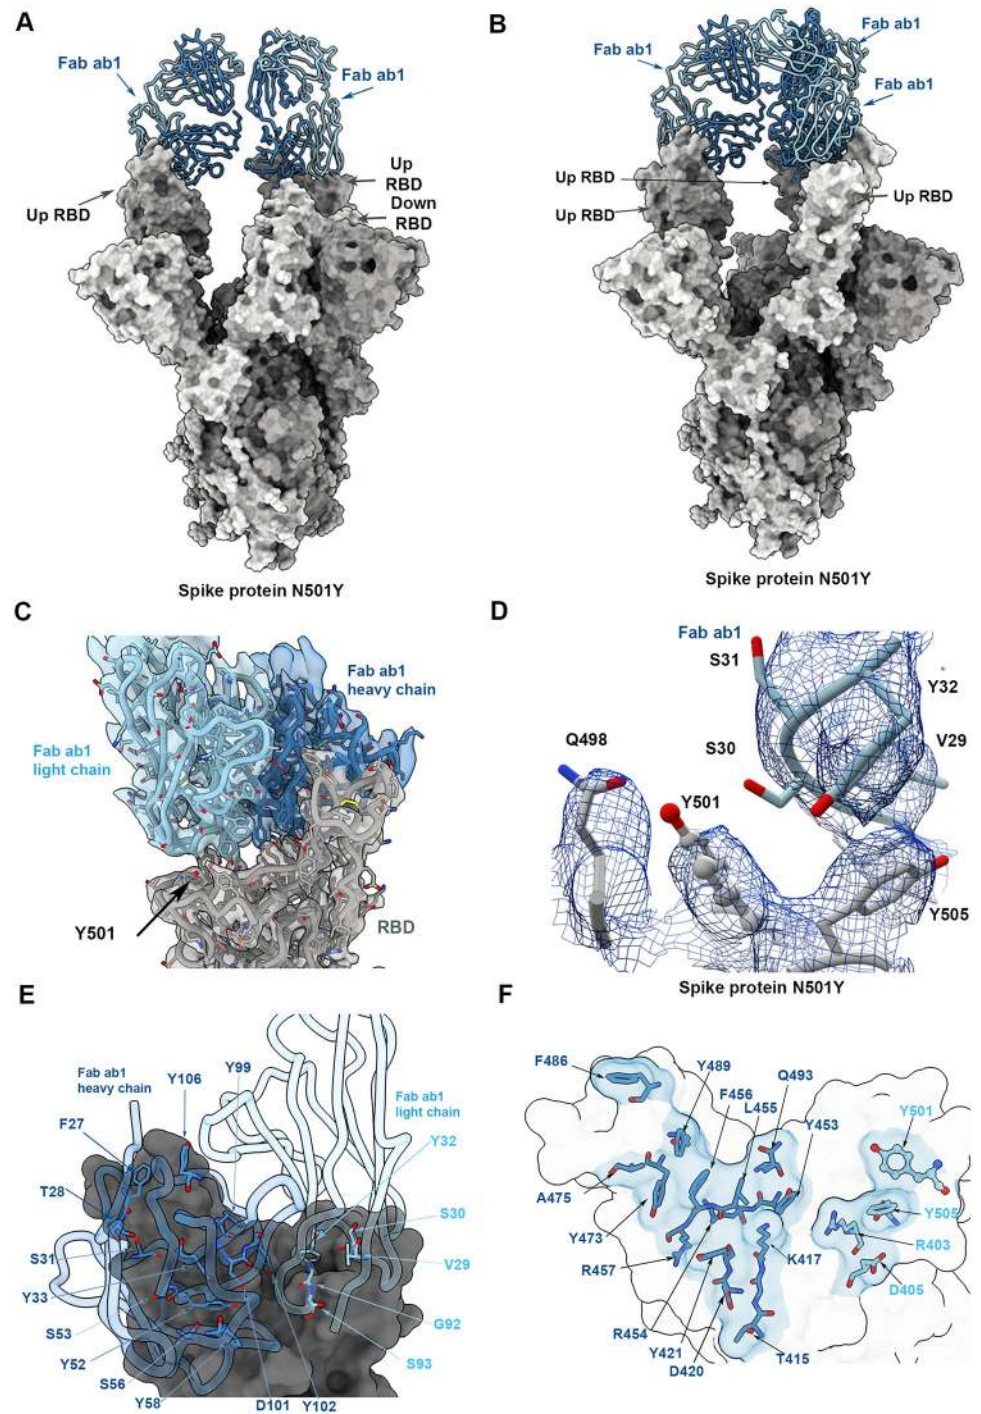 A
Fab ab1
Fab ab1
Up RBD
Up
RBD
Down
RBD
Spike protein N501Y
B
Fab ab1
Fab ab1
Fab ab1
Up RBD
Up RBD
Up RBD
Spike protein N501Y
C
Fab ab1
heavy chain
Fab ab1
light chain
Y501
RBD
D
Fab ab1
S31
Y32
Q498
S30
V29
Y501
Y505
Spike protein N501Y
E
Fab ab1
heavy chain
Y106
Y99
Fab ab1
light chain
F27
Y32
T28
S30
S31
V29
Y33
G92
S53
Y52
S93
S56
Y58
D101
Y102
F
F486
Y489
F456
Q493
L455
Y453
Y501
A475
Y505
Y473
R403
R457
K417
D405
R454
Y421
D420
T415